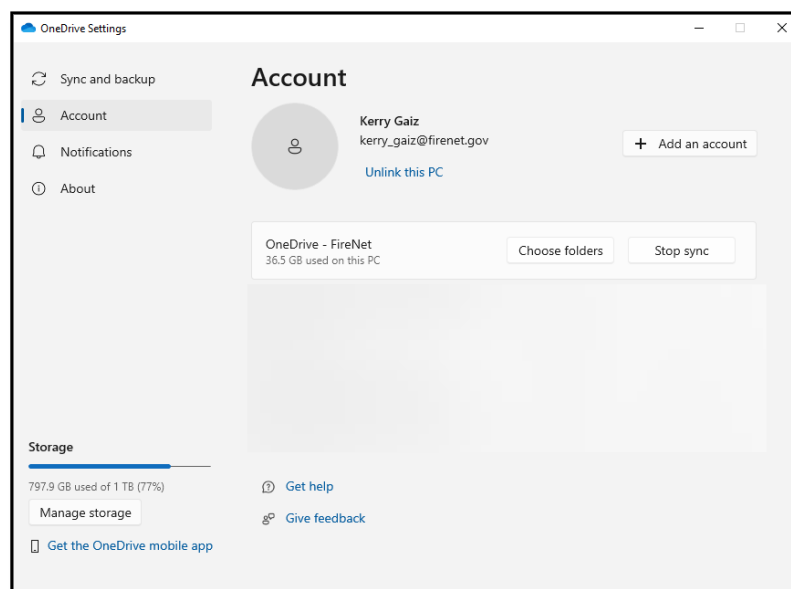 OneDrive Settings
Sync and backup
Account
Notifications
About
Account
Kerry Gaiz
kerry_gaiz@firenet.gov
Unlink this PC
+ Add an account
OneDrive - FireNet
36.5 GB used on this PC
Choose folders
Stop sync
Storage
797.9 GB used of 1 TB (77%)
Manage storage
Get the OneDrive mobile app
Get help
Give feedback